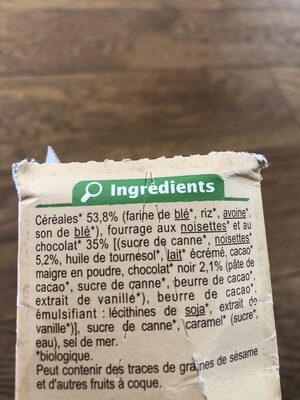 Ingrédients
Céréales* 53,8% (farine de blé*, riz*, avoine*,
son de blé*), fourrage aux noisettes* et au
chocolat* 35% [(sucre de canne*, noisettes*
5,2%, huile de tournesol*, lait* écrémé, cacao*
maigre en poudre, chocolat* noir 2,1% (pâte de
cacao*, sucre de canne*, beurre de cacao*,
extrait de vanille*), beurre de cacao*,
émulsifiant : lécithines de soja*, extrait de
vanille*)], sucre de canne*, caramel* (sucre*,
eau), sel de mer.
*biologique.
Peut contenir des traces de graines de sésame
et d'autres fruits à coque.